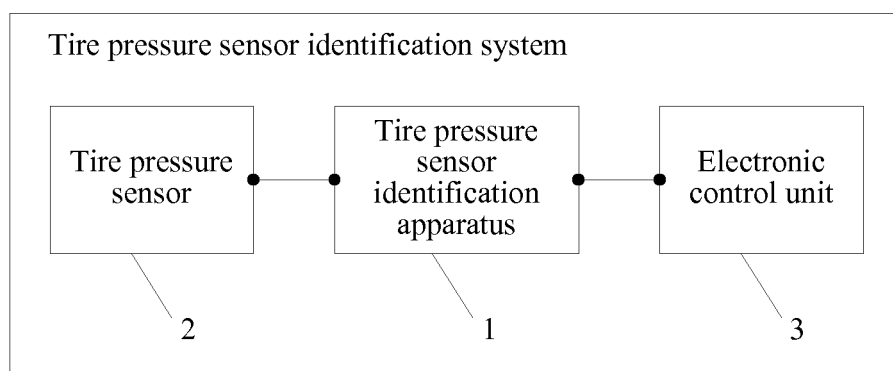 Tire pressure sensor identification system
Tire pressure
sensor
Tire pressure
sensor
identification
apparatus
Electronic
control unit
2
1
3